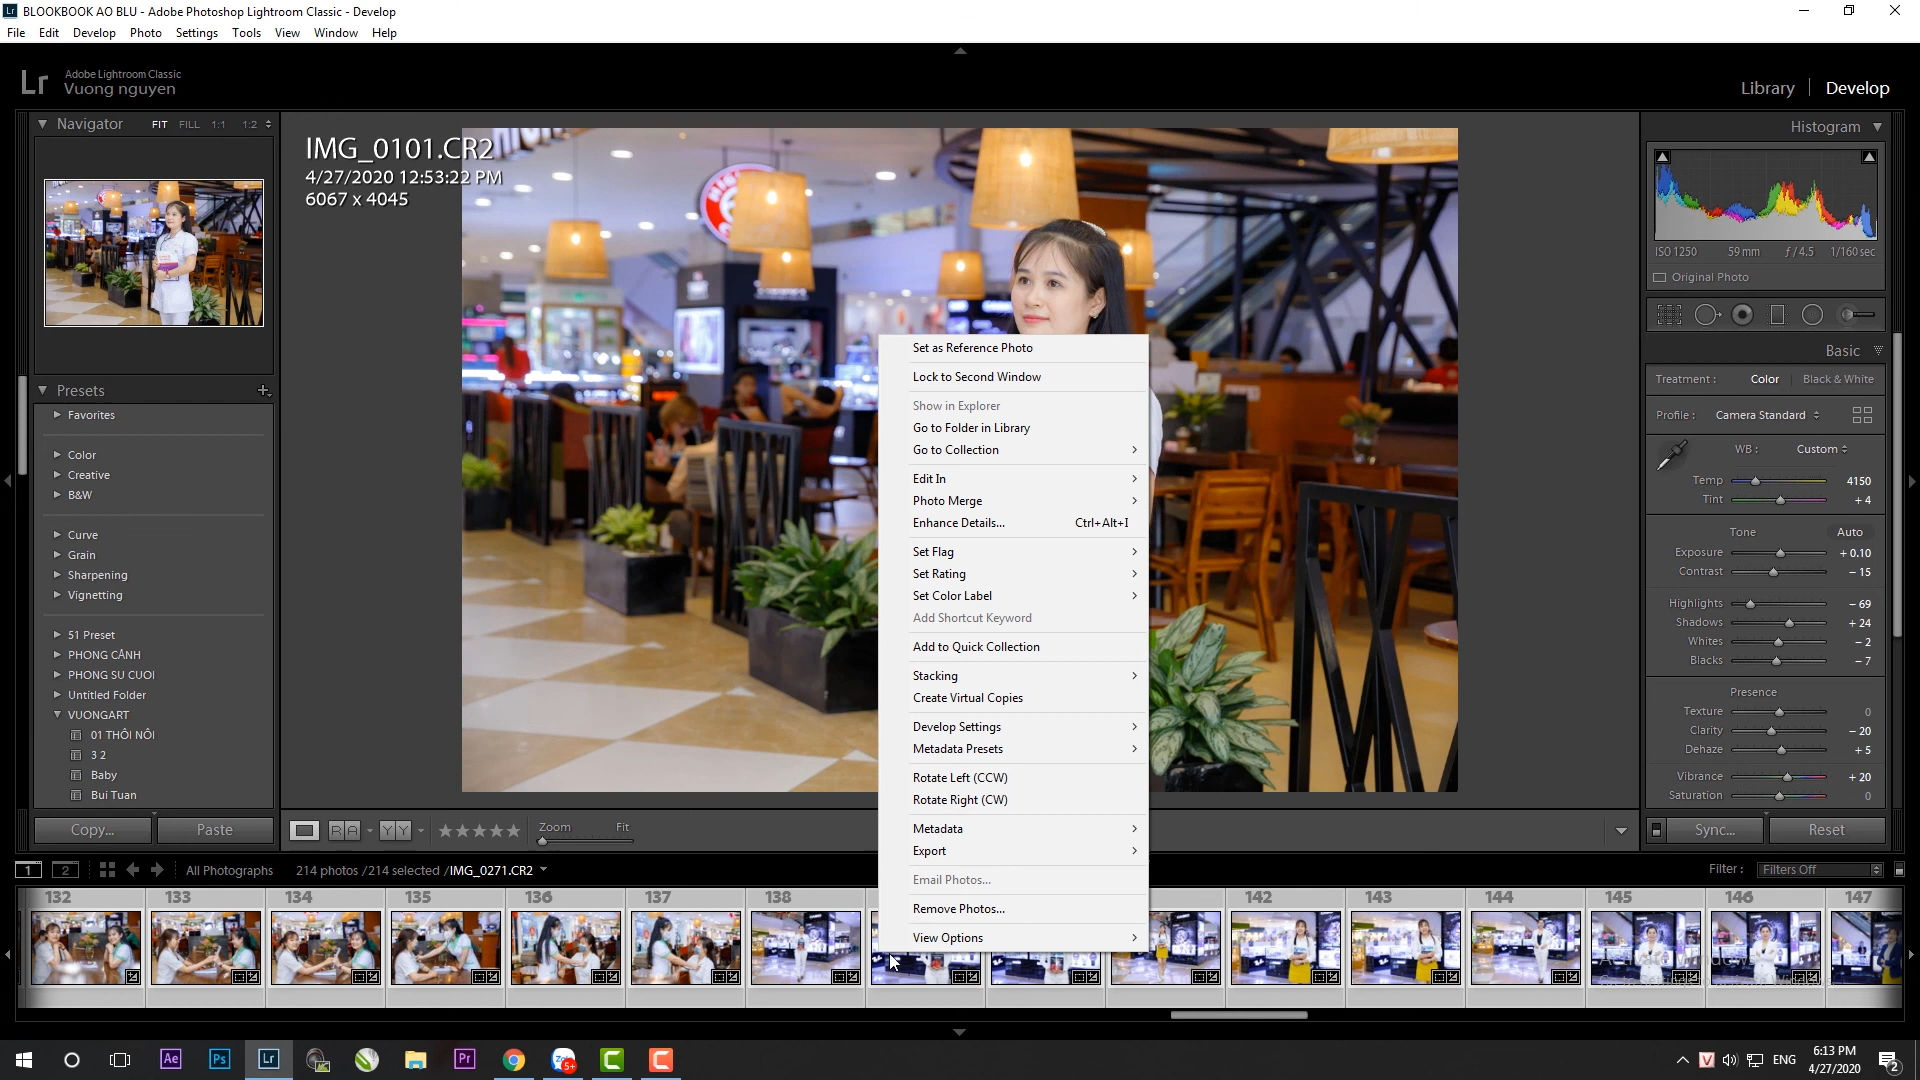 BLOOKBOOK AO BLU - Adobe Photoshop Lightroom Classic - Develop
File Edit Develop Photo Settings Tools View Window Help
Lr
Adobe Lightroom Classic
Vuong nguyen
Library Develop
Navigator FIT FILL 1:1 1:2
IMG_0101.CR2
4/27/2020 12:53:22 PM
6067 x 4045
Presets
Favorites
Color
Creative
B&W
Curve
Grain
Sharpening
Vignetting
51 Preset
PHONG CẢNH
PHONG SU CUOI
Untitled Folder
VUONGART
01 THÔI NÔI
3 2
Baby
Bui Tuan
Copy... Paste
Set as Reference Photo
Lock to Second Window
Show in Explorer
Go to Folder in Library
Go to Collection
Edit In
Photo Merge
Enhance Details... Ctrl+Alt+I
Set Flag
Set Rating
Set Color Label
Add Shortcut Keyword
Add to Quick Collection
Stacking
Create Virtual Copies
Develop Settings
Metadata Presets
Rotate Left (CCW)
Rotate Right (CW)
Metadata
Export
Email Photos...
Remove Photos...
View Options
Histogram
ISO 1250 59 mm ƒ / 4.5 1/160 sec
Original Photo
Basic
Treatment : Color Black & White
Profile : Camera Standard
WB : Custom
Temp 4150
Tint + 4
Tone Auto
Exposure + 0.10
Contrast – 15
Highlights – 69
Shadows + 24
Whites – 2
Blacks – 7
Presence
Texture 0
Clarity – 20
Dehaze + 5
Vibrance + 20
Saturation 0
Sync... Reset
R A Y Y Zoom Fit
1 2 All Photographs 214 photos /214 selected /IMG_0271.CR2 Filter : Filters Off
132 133 134 135 136 137 138 142 143 144 145 146 147
Ae Ps Lr Pr Zalo 5+ C C
V ENG 6:13 PM
4/27/2020 2